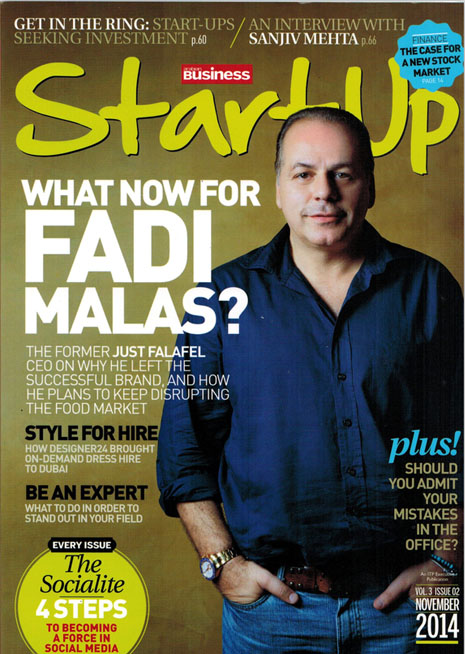 GET IN THE RING: START-UPS
SEEKING INVESTMENT p.60
AN INTERVIEW WITH
SANJIV MEHTA p.66
FINANCE
THE CASE FOR
A NEW STOCK
MARKET
PAGE 14
arabian
BUSINESS
StartUp
WHAT NOW FOR
FADI
MALAS?
THE FORMER JUST FALAFEL
CEO ON WHY HE LEFT THE
SUCCESSFUL BRAND, AND HOW
HE PLANS TO KEEP DISRUPTING
THE FOOD MARKET
STYLE FOR HIRE
HOW DESIGNER24 BROUGHT
ON-DEMAND DRESS HIRE
TO DUBAI
BE AN EXPERT
WHAT TO DO IN ORDER TO
STAND OUT IN YOUR FIELD
EVERY ISSUE
The
Socialite
4 STEPS
TO BECOMING
A FORCE IN
SOCIAL MEDIA
plus!
SHOULD
YOU ADMIT
YOUR
MISTAKES
IN THE
OFFICE?
An ITP Executive
Publication
VOL. 3 ISSUE 02
NOVEMBER
2014